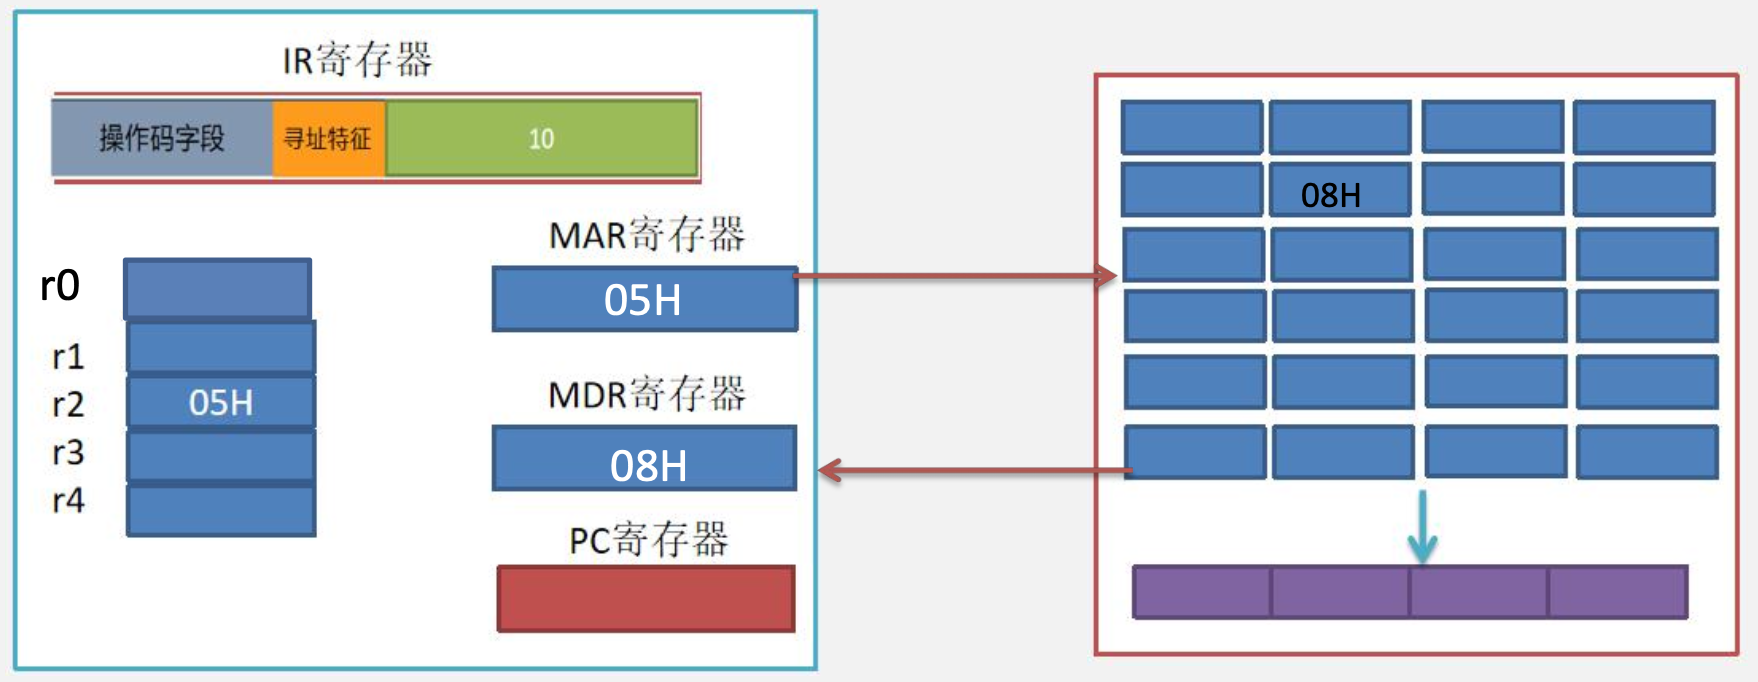 IR寄存器
操作码字段 寻址特征 10
MAR寄存器
05H
MDR寄存器
08H
PC寄存器
r0
r1
r2 05H
r3
r4
08H